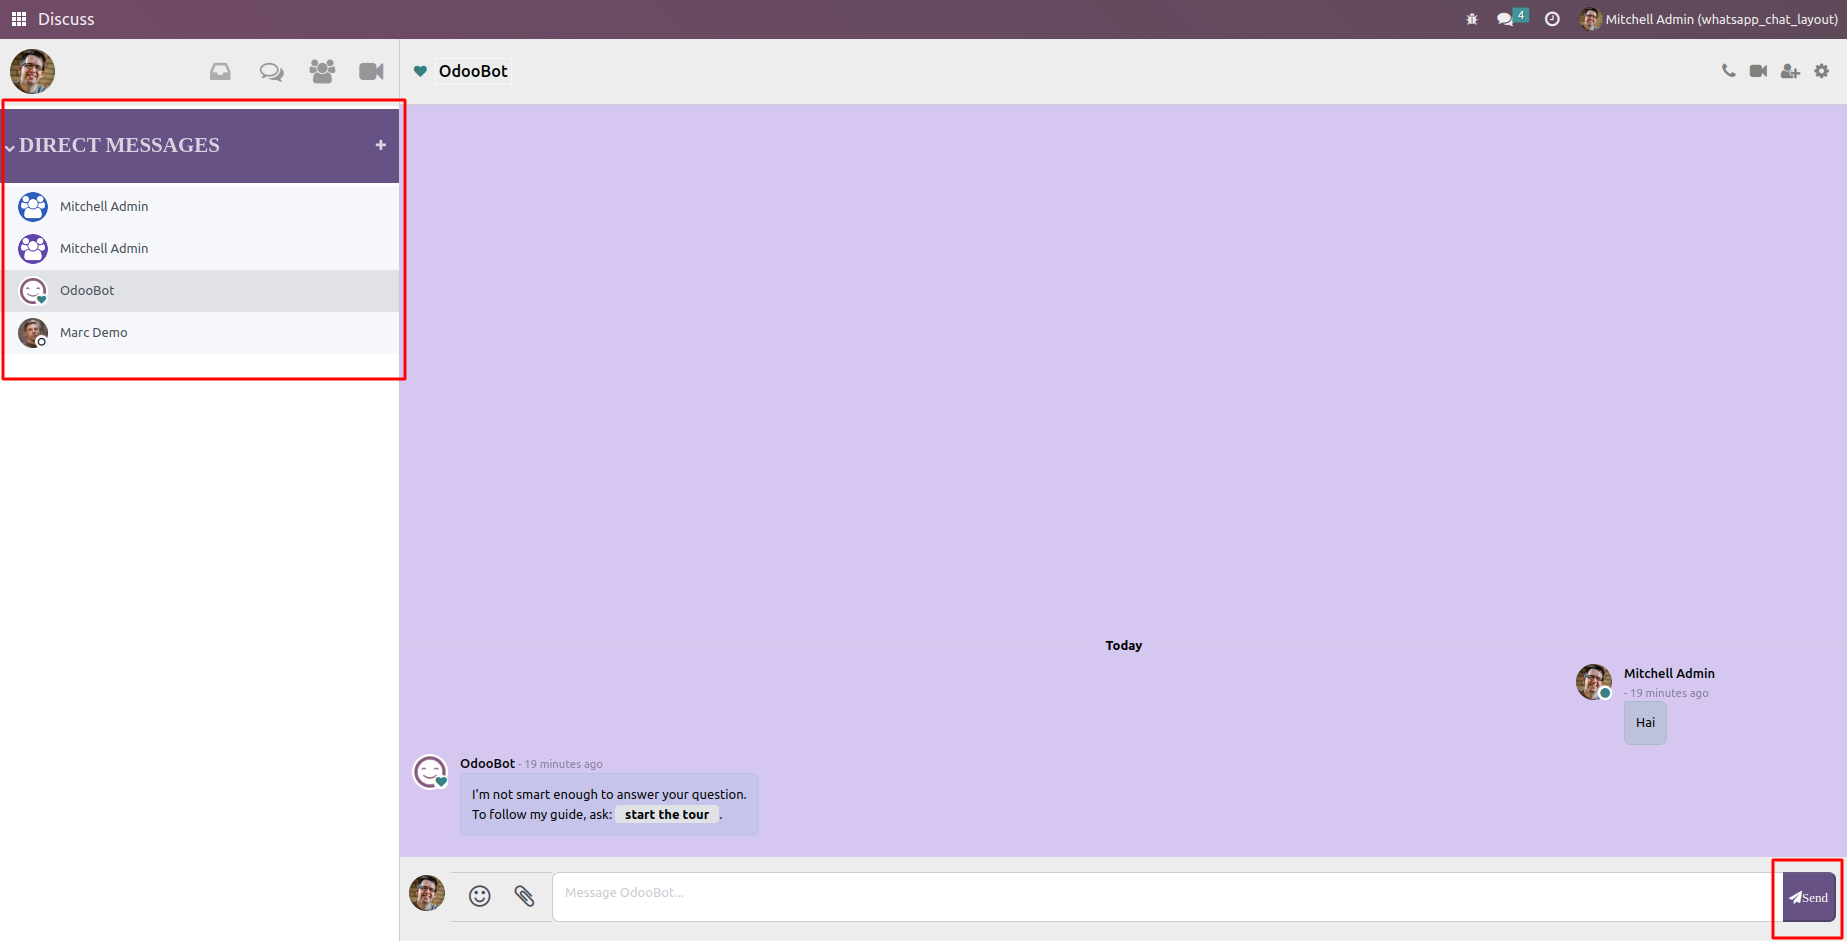 Discuss
4
Mitchell Admin (whatsapp_chat_layout)
OdooBot
DIRECT MESSAGES
Mitchell Admin
Mitchell Admin
OdooBot
Marc Demo
Today
Mitchell Admin
- 19 minutes ago
Hai
OdooBot - 19 minutes ago
I'm not smart enough to answer your question.
To follow my guide, ask: start the tour .
Message OdooBot...
Send